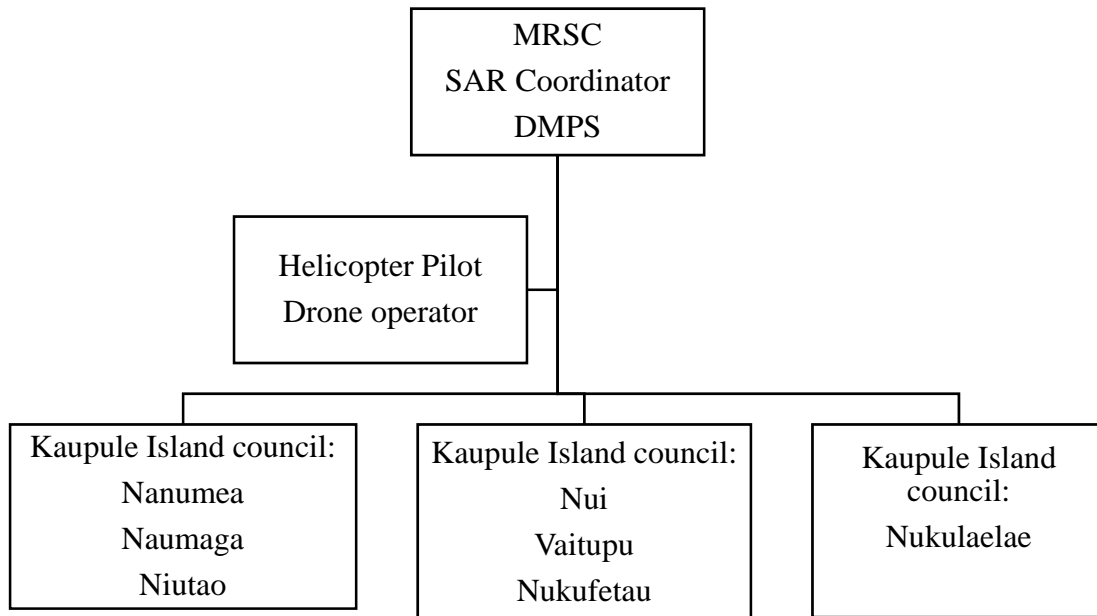 MRSC
SAR Coordinator
DMPS
Helicopter Pilot
Drone operator
Kaupule Island council:
Nanumea
Naumaga
Niutao
Kaupule Island council:
Nui
Vaitupu
Nukufetau
Kaupule Island
council:
Nukulaelae